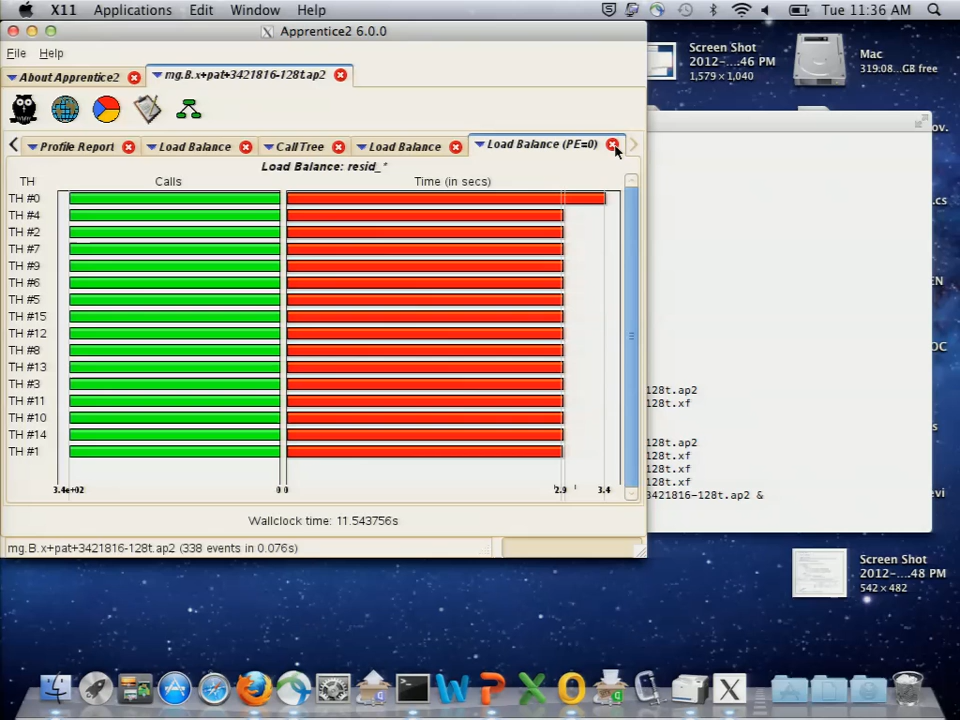 X11 Applications Edit Window Help Tue 11:36 AM
Apprentice2 6.0.0
File Help
About Apprentice2 mg.B.x+pat+3421816-128t.ap2
Profile Report Load Balance CallTree Load Balance Load Balance (PE=0)
Load Balance: resid_*
TH Calls Time (in secs)
TH #0
TH #4
TH #2
TH #7
TH #9
TH #6
TH #5
TH #15
TH #12
TH #8
TH #13
TH #3
TH #11
TH #10
TH #14
TH #1
3.4e+02 0 0 2.9 3.4
Wallclock time: 11.543756s
mg.B.x+pat+3421816-128t.ap2 (338 events in 0.076s)
Screen Shot
2012-....46 PM
1,579 × 1,040
Mac
319:08...GB free
ov.
.cs
EN
OC
s
evi
128t.ap2
128t.xf
128t.ap2
128t.xf
128t.xf
128t.xf
3421816-128t.ap2 &
Screen Shot
2012-....48 PM
542 × 482